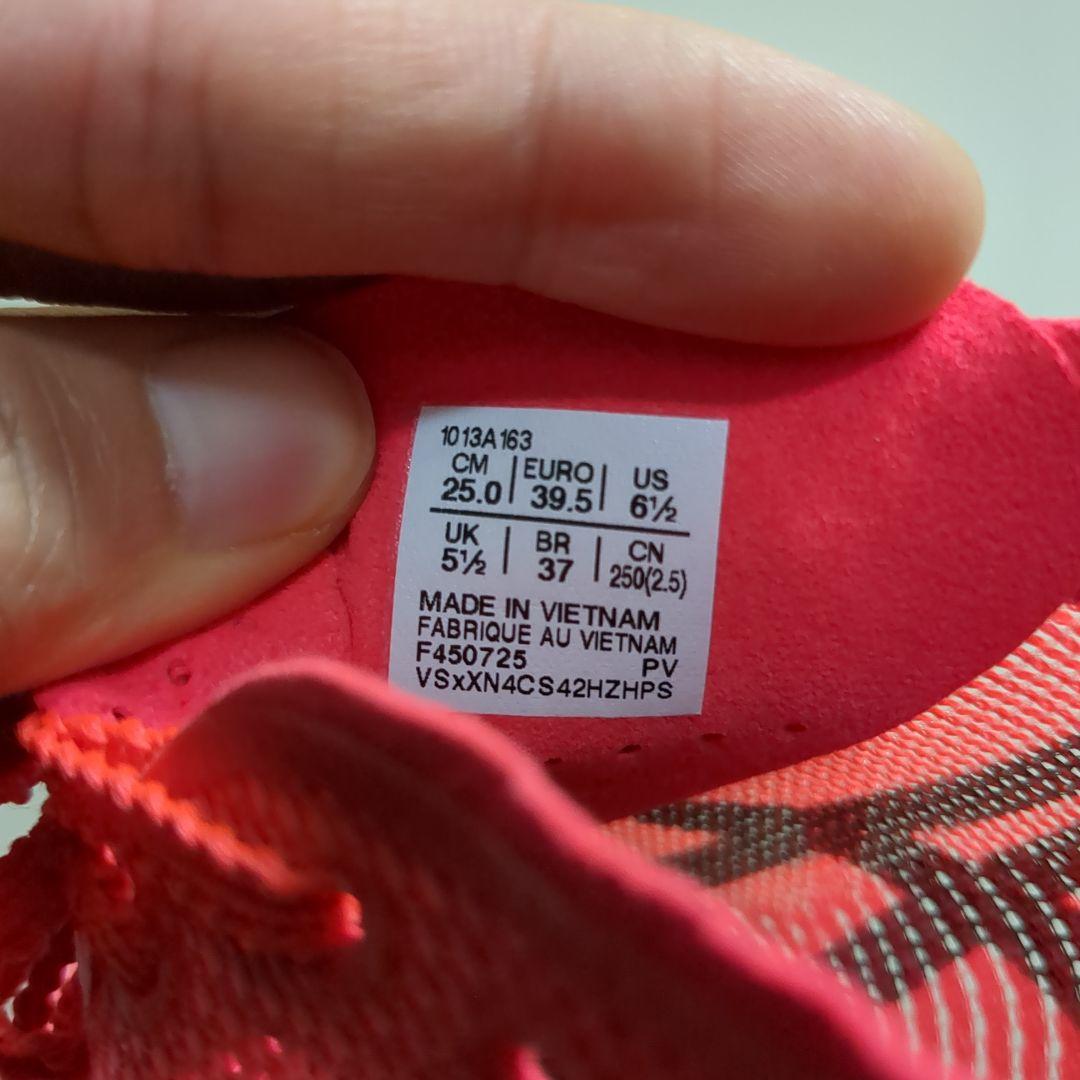 1013A163
CM | EURO | US
25.0 | 39.5 | 6½
UK | BR | CN
5½ | 37 | 250(2.5)
MADE IN VIETNAM
FABRIQUE AU VIETNAM
F450725 PV
VSxXN4CS42HZHPS